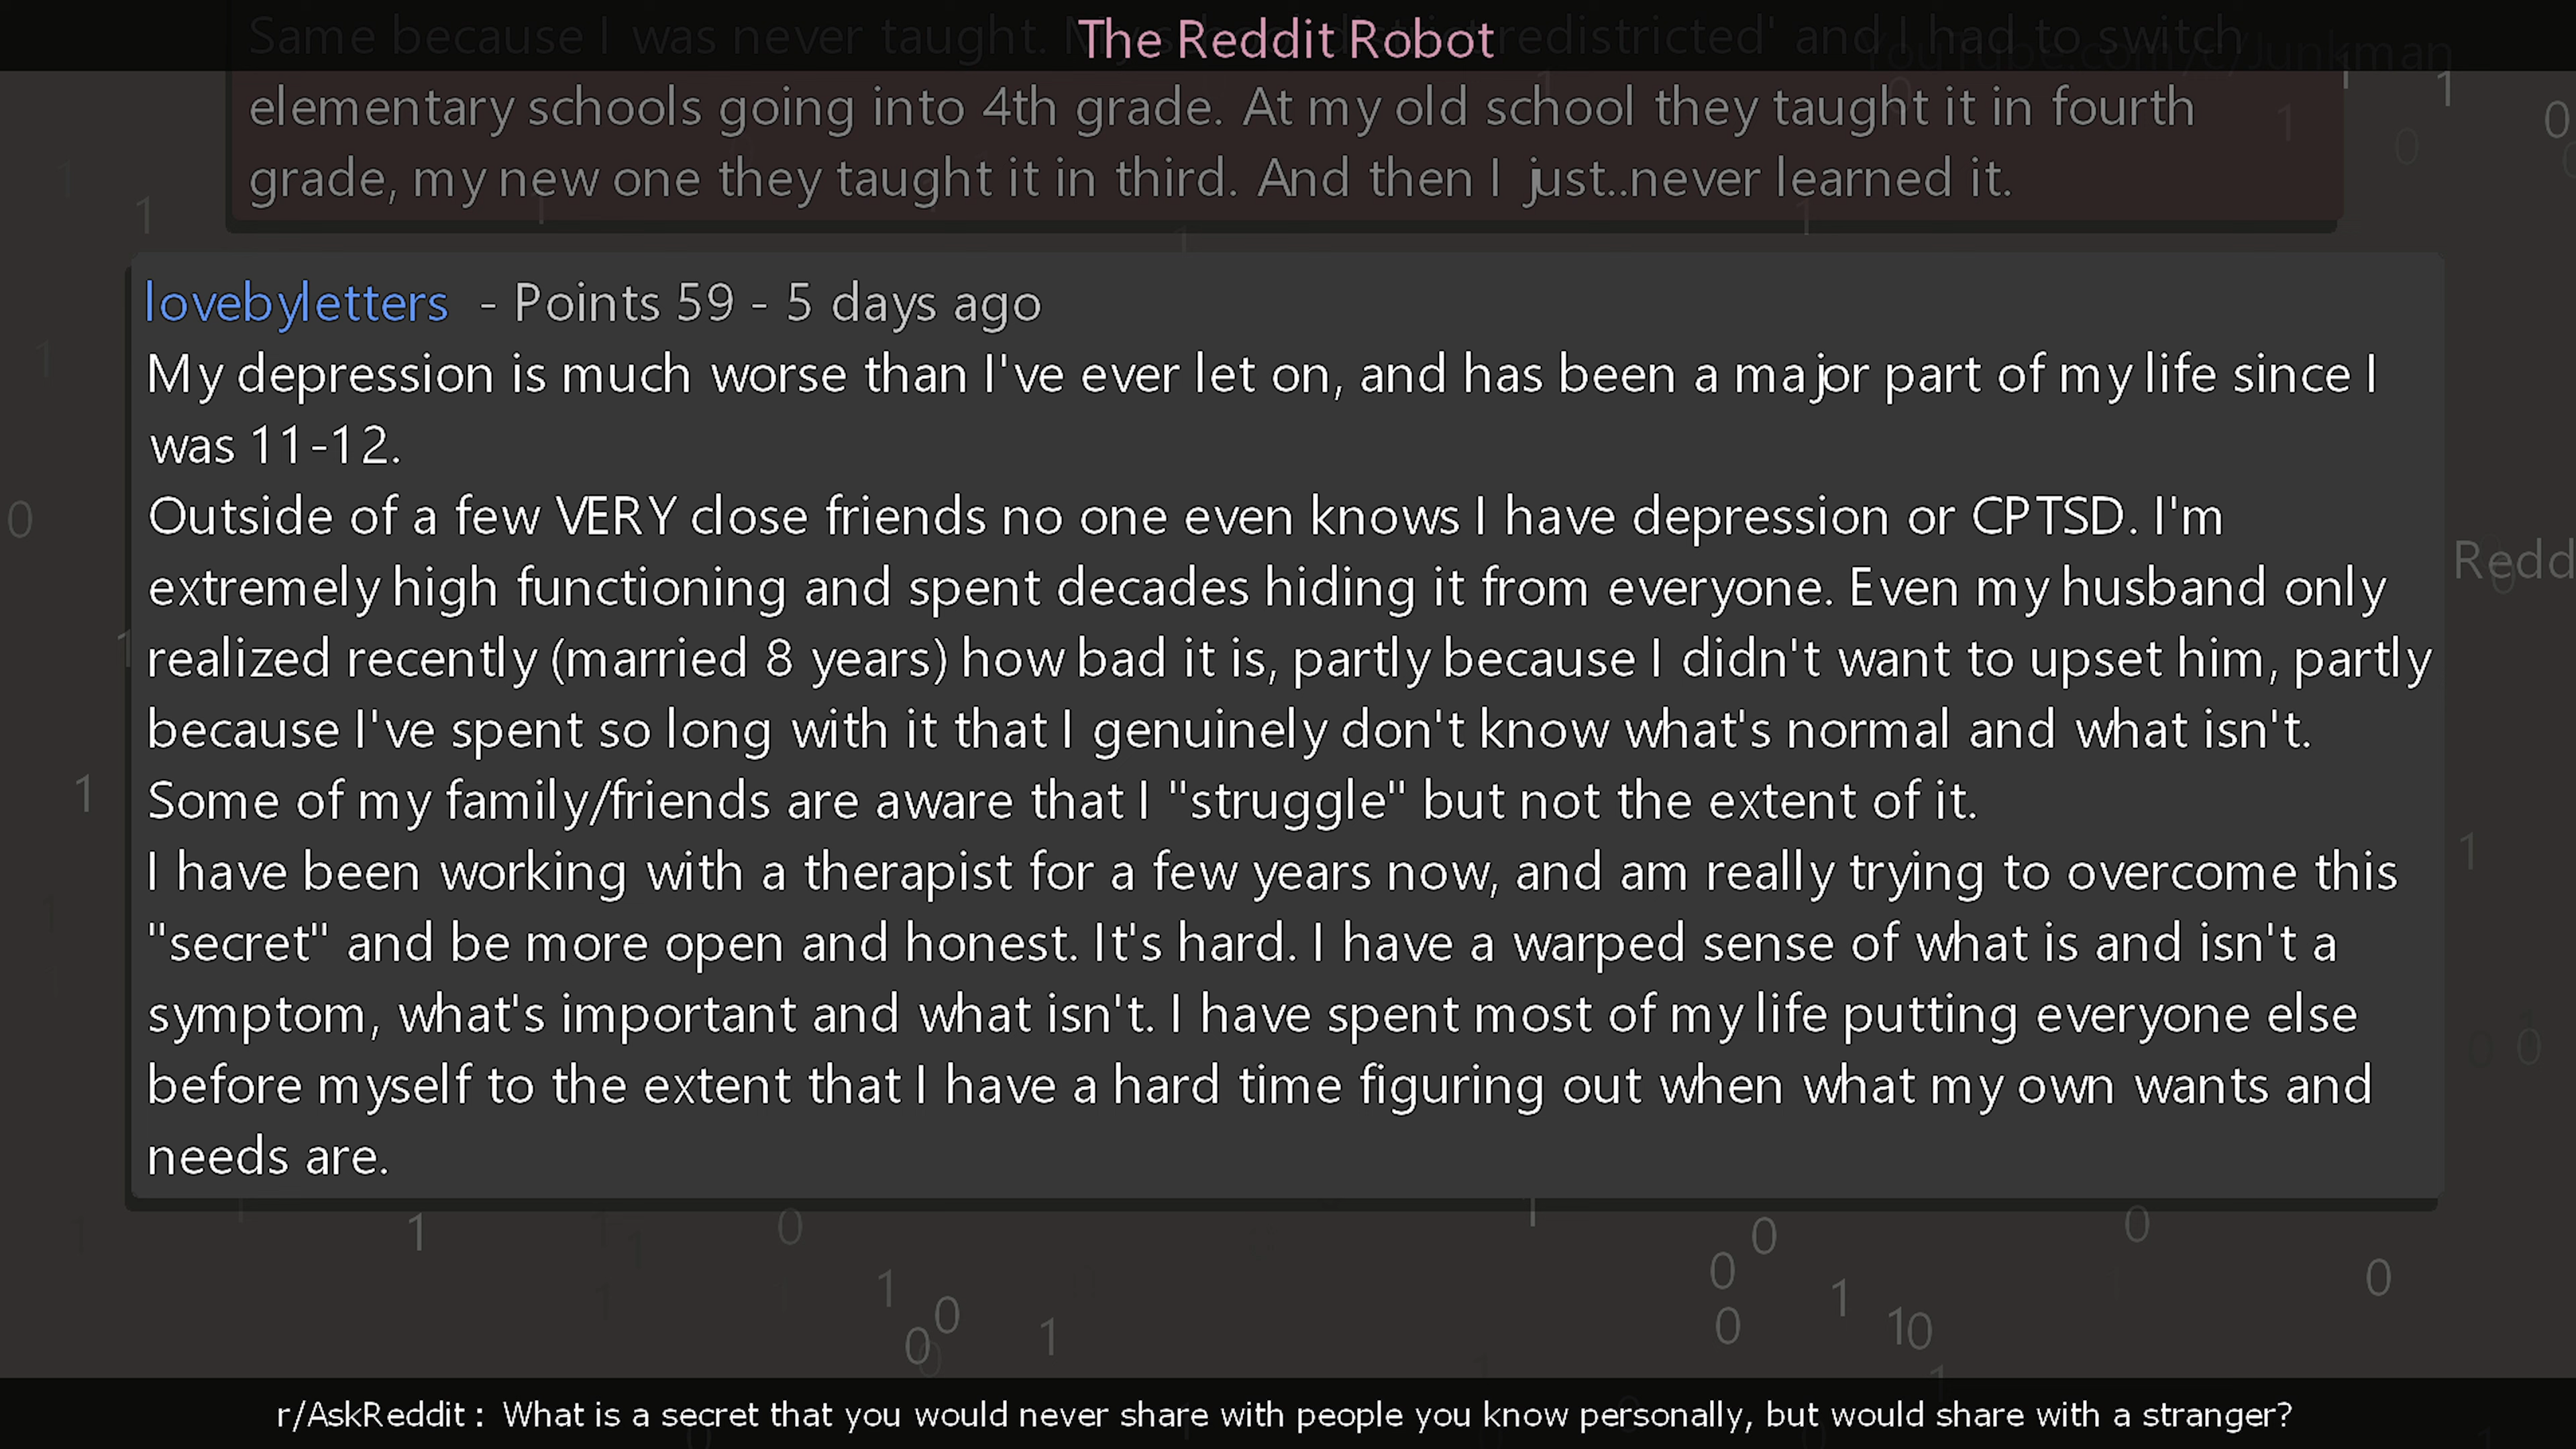 The Reddit Robot
Same because I was never taught. redistricted' and I had to switch
elementary schools going into 4th grade. At my old school they taught it in fourth
grade, my new one they taught it in third. And then I just..never learned it.
lovebyletters - Points 59 - 5 days ago
My depression is much worse than I've ever let on, and has been a major part of my life since I
was 11-12.
Outside of a few VERY close friends no one even knows I have depression or CPTSD. I'm
extremely high functioning and spent decades hiding it from everyone. Even my husband only
realized recently (married 8 years) how bad it is, partly because I didn't want to upset him, partly
because I've spent so long with it that I genuinely don't know what's normal and what isn't.
Some of my family/friends are aware that I "struggle" but not the extent of it.
I have been working with a therapist for a few years now, and am really trying to overcome this
"secret" and be more open and honest. It's hard. I have a warped sense of what is and isn't a
symptom, what's important and what isn't. I have spent most of my life putting everyone else
before myself to the extent that I have a hard time figuring out when what my own wants and
needs are.
Redd
r/AskReddit : What is a secret that you would never share with people you know personally, but would share with a stranger?